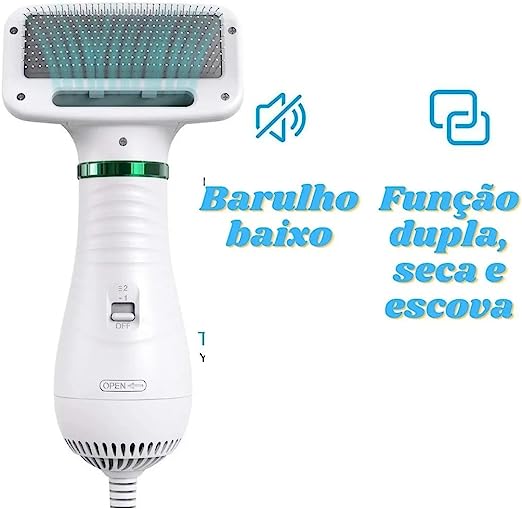 Barulho
baixo
Função
dupla,
seca e
escova
2
1
OFF
OPEN
T
Y